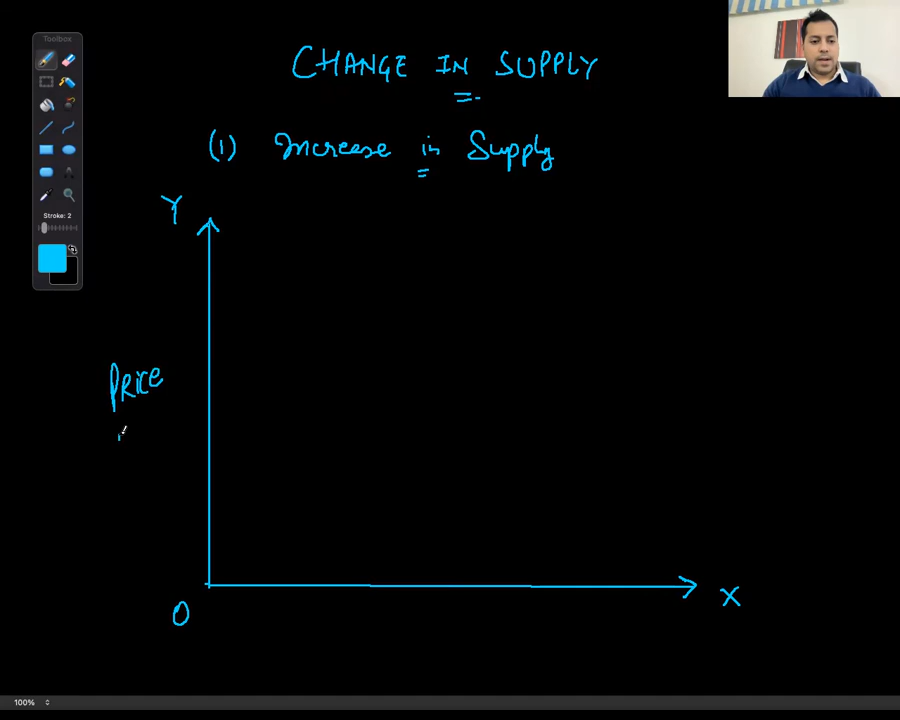 Toolbox
CHANGE IN SUPPLY
(1) Increase in Supply
Y
Stroke: 2
PRICE
O
X
100%